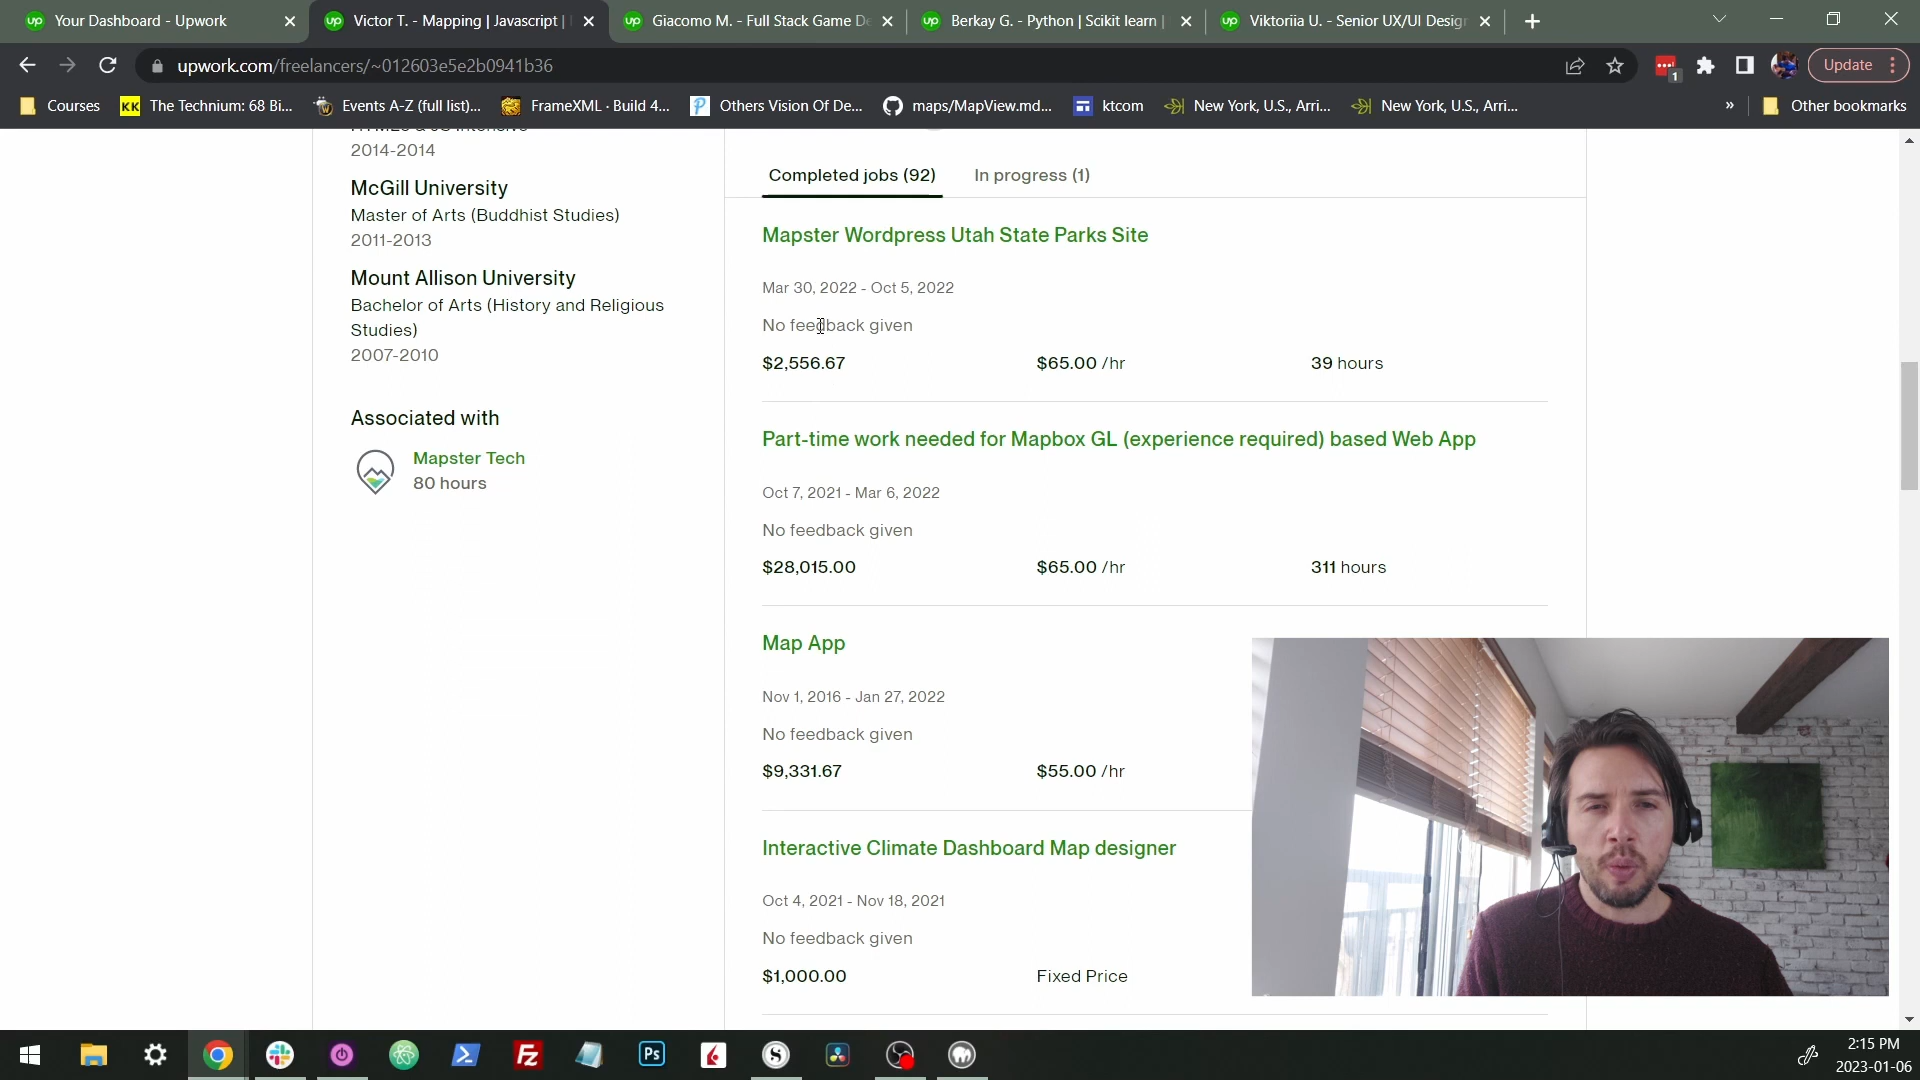 Your Dashboard - Upwork
Victor T. - Mapping | Javascript |
Giacomo M. - Full Stack Game De
Berkay G. - Python | Scikit learn |
Viktoriia U. - Senior UX/UI Design
upwork.com/freelancers/~012603e5e2b0941b36
1
Update
Courses
KK
The Technium: 68 Bi...
Events A-Z (full list)...
FrameXML · Build 4...
Others Vision Of De...
maps/MapView.md...
ktcom
New York, U.S., Arri...
New York, U.S., Arri...
»
Other bookmarks
2014-2014
McGill University
Master of Arts (Buddhist Studies)
2011-2013
Mount Allison University
Bachelor of Arts (History and Religious
Studies)
2007-2010
Associated with
Mapster Tech
80 hours
Completed jobs (92)
In progress (1)
Mapster Wordpress Utah State Parks Site
Mar 30, 2022 - Oct 5, 2022
No feedback given
$2,556.67 $65.00 /hr 39 hours
Part-time work needed for Mapbox GL (experience required) based Web App
Oct 7, 2021 - Mar 6, 2022
No feedback given
$28,015.00 $65.00 /hr 311 hours
Map App
Nov 1, 2016 - Jan 27, 2022
No feedback given
$9,331.67 $55.00 /hr
Interactive Climate Dashboard Map designer
Oct 4, 2021 - Nov 18, 2021
No feedback given
$1,000.00 Fixed Price
Fz
Ps
2:15 PM
2023-01-06